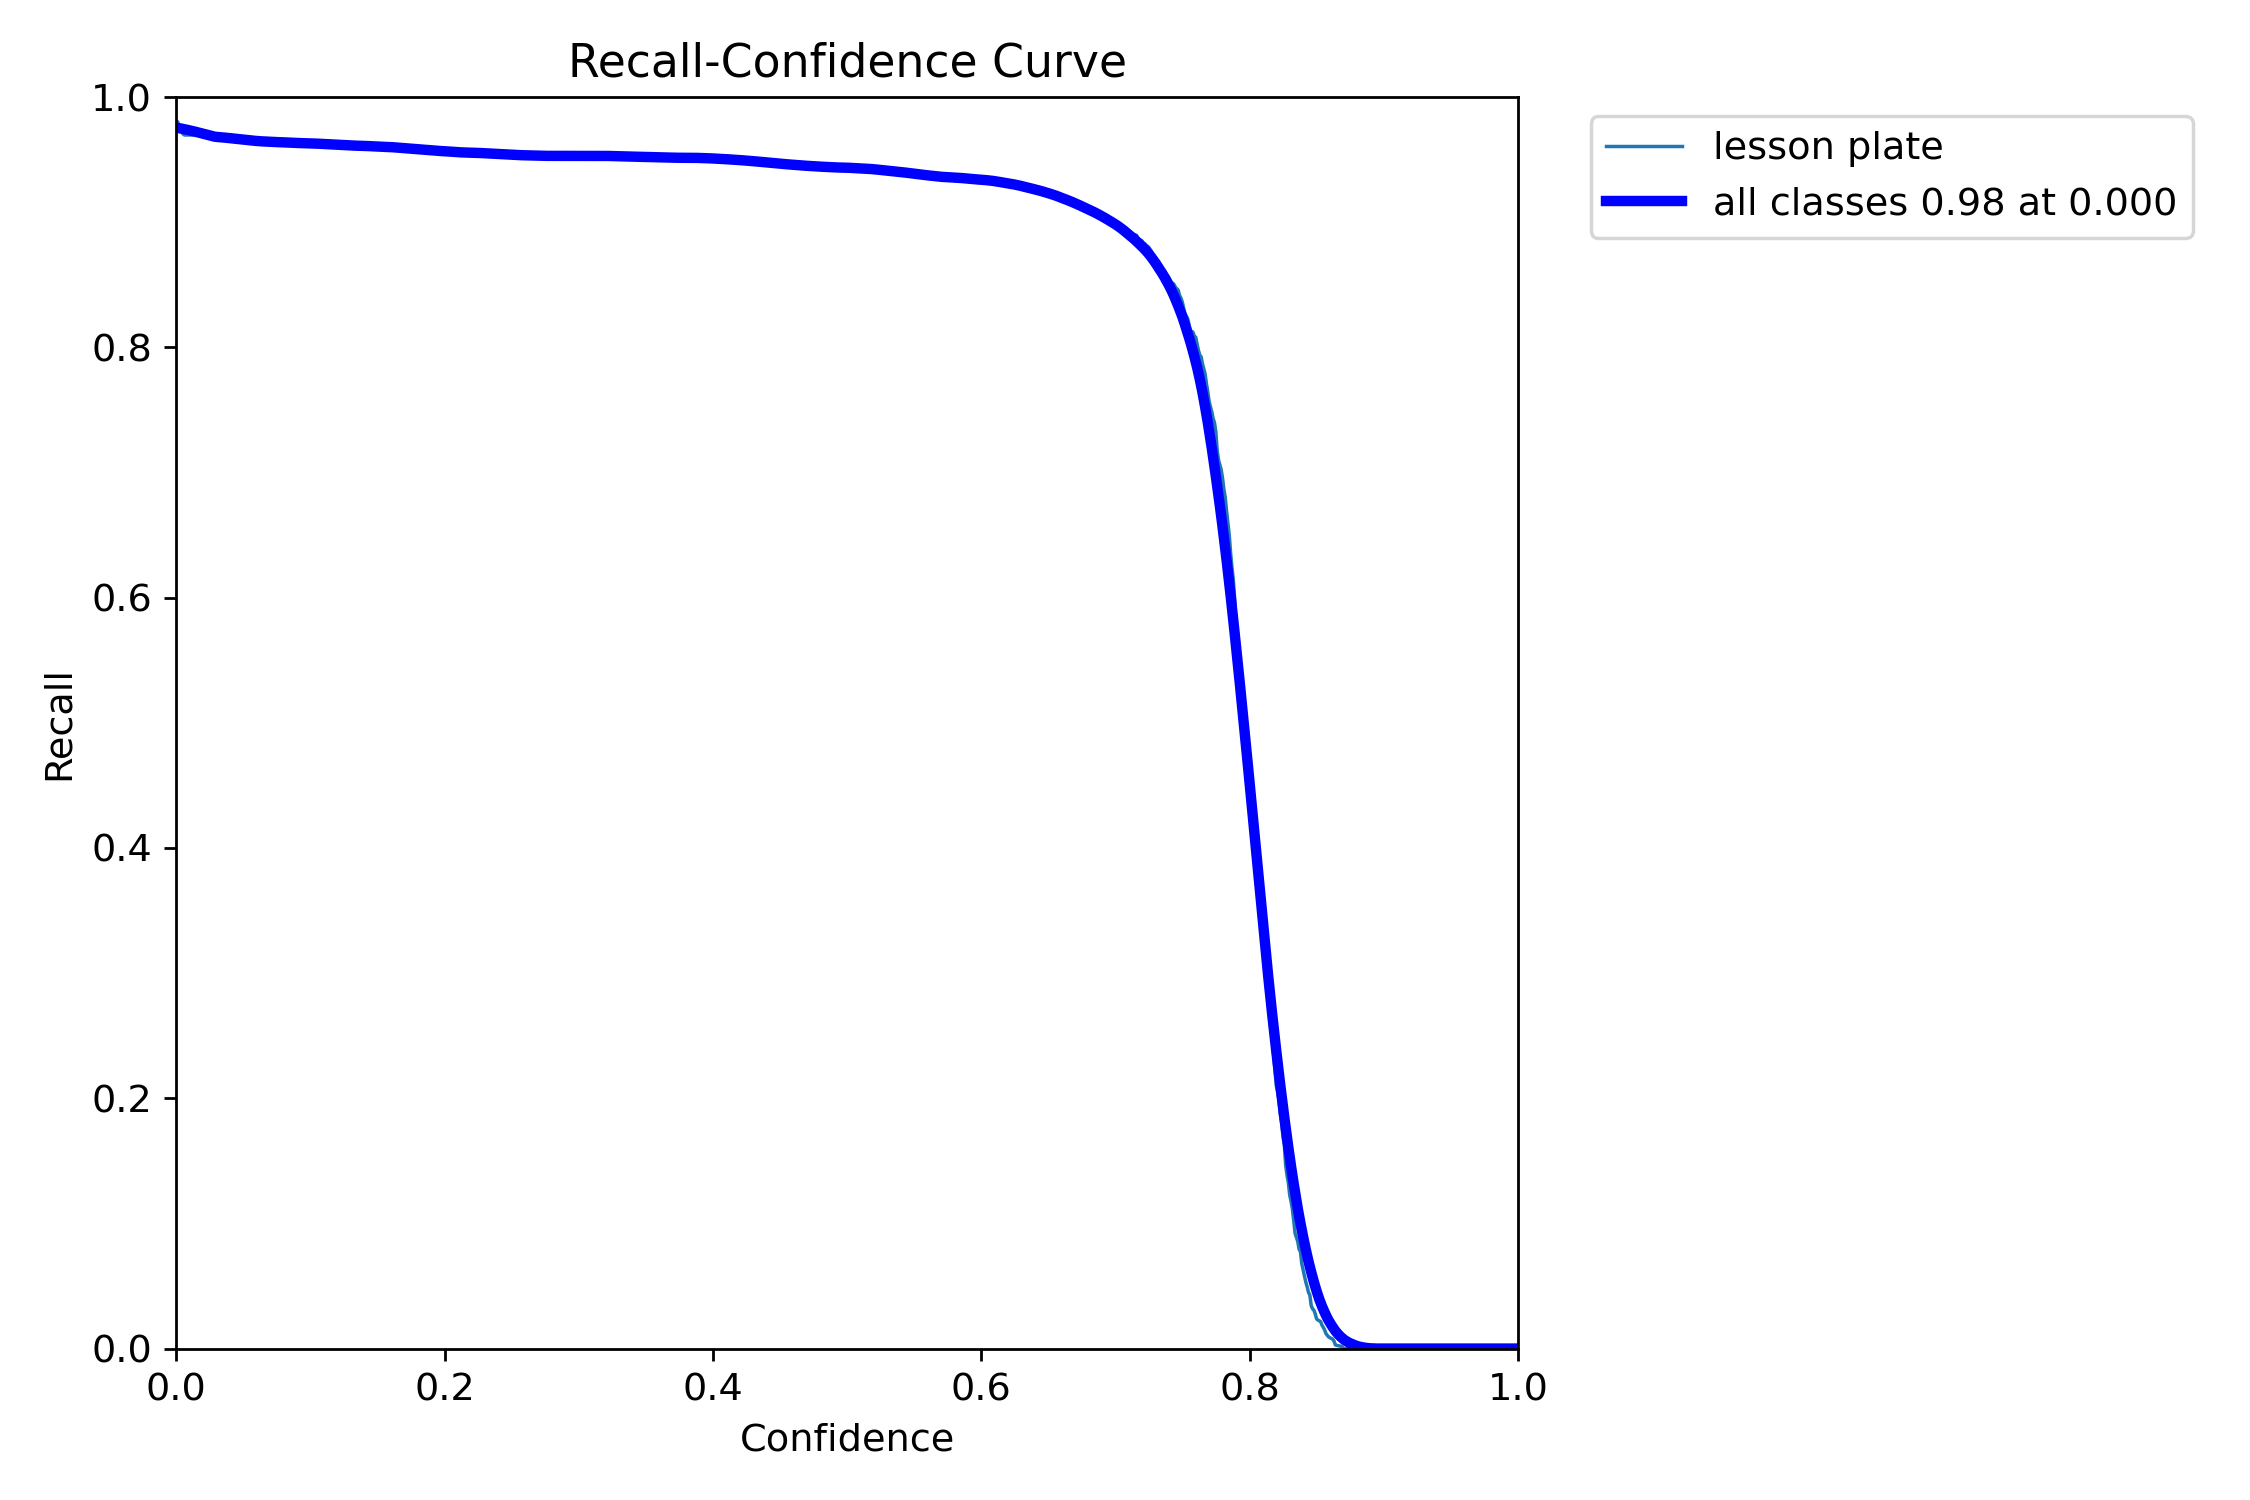 Recall-Confidence Curve
1.0
0.8
0.6
0.4
0.2
0.0
Recall
0.0 0.2 0.4 0.6 0.8 1.0
Confidence
lesson plate
all classes 0.98 at 0.000